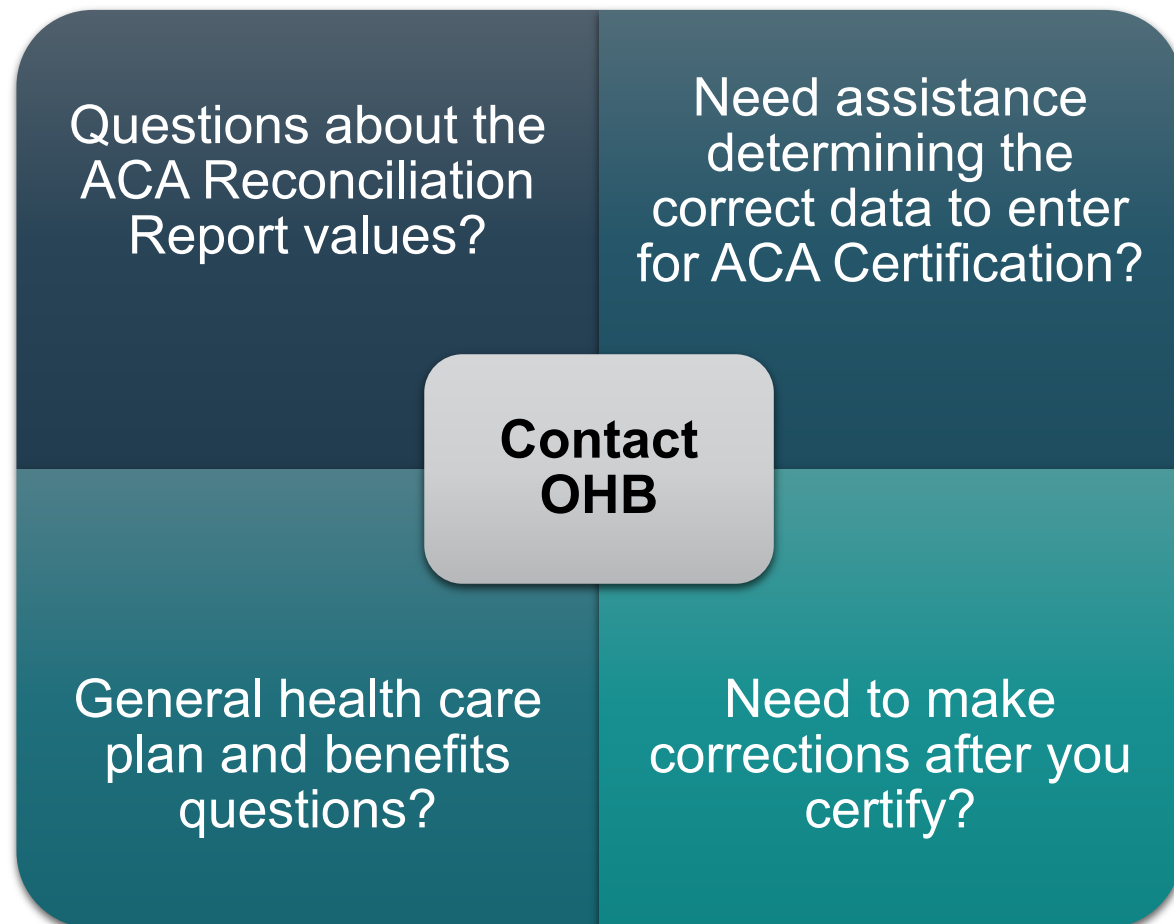 Questions about the
ACA Reconciliation
Report values?
Need assistance
determining the
correct data to enter
for ACA Certification?
Contact
OHB
General health care
plan and benefits
questions?
Need to make
corrections after you
certify?